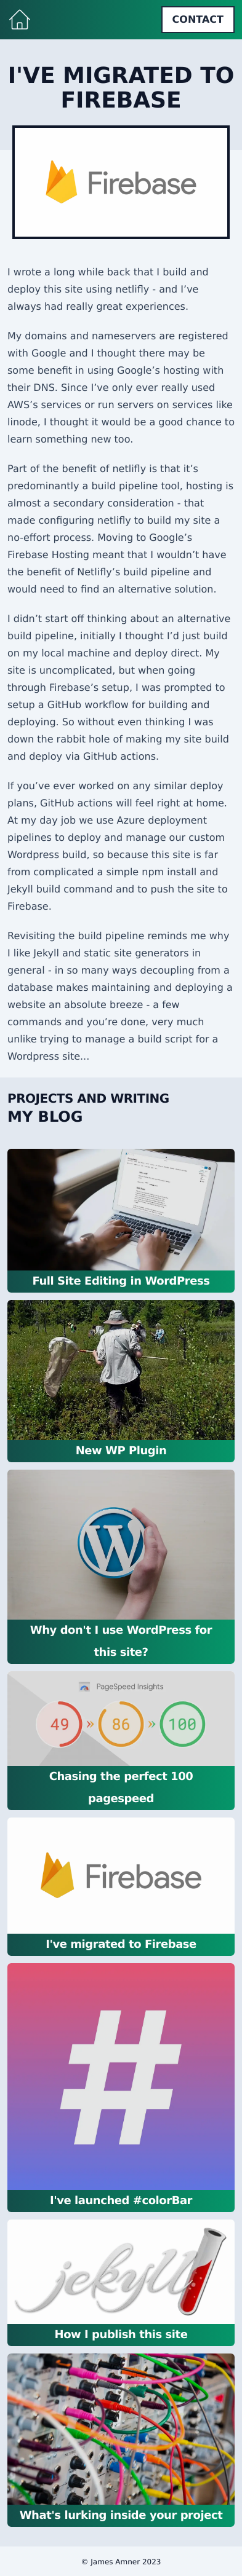 CONTACT
I'VE MIGRATED TO
FIREBASE
Firebase
I wrote a long while back that I build and
deploy this site using netlifly - and I’ve
always had really great experiences.
My domains and nameservers are registered
with Google and I thought there may be
some benefit in using Google’s hosting with
their DNS. Since I’ve only ever really used
AWS’s services or run servers on services like
linode, I thought it would be a good chance to
learn something new too.
Part of the benefit of netlifly is that it’s
predominantly a build pipeline tool, hosting is
almost a secondary consideration - that
made configuring netlifly to build my site a
no-effort process. Moving to Google’s
Firebase Hosting meant that I wouldn’t have
the benefit of Netlifly’s build pipeline and
would need to find an alternative solution.
I didn’t start off thinking about an alternative
build pipeline, initially I thought I’d just build
on my local machine and deploy direct. My
site is uncomplicated, but when going
through Firebase’s setup, I was prompted to
setup a GitHub workflow for building and
deploying. So without even thinking I was
down the rabbit hole of making my site build
and deploy via GitHub actions.
If you’ve ever worked on any similar deploy
plans, GitHub actions will feel right at home.
At my day job we use Azure deployment
pipelines to deploy and manage our custom
Wordpress build, so because this site is far
from complicated a simple npm install and
Jekyll build command and to push the site to
Firebase.
Revisiting the build pipeline reminds me why
I like Jekyll and static site generators in
general - in so many ways decoupling from a
database makes maintaining and deploying a
website an absolute breeze - a few
commands and you’re done, very much
unlike trying to manage a build script for a
Wordpress site…
PROJECTS AND WRITING
MY BLOG
Full Site Editing in WordPress
New WP Plugin
Why don't I use WordPress for
this site?
PageSpeed Insights
49 » 86 » 100
Chasing the perfect 100
pagespeed
Firebase
I've migrated to Firebase
#
I've launched #colorBar
jekyll
How I publish this site
What's lurking inside your project
© James Amner 2023